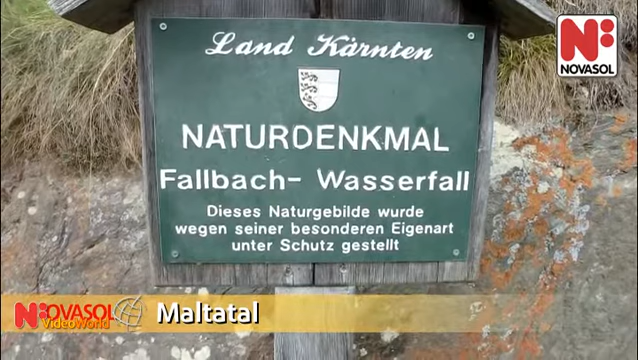 NOVASOL
Land Kärnten
NATURDENKMAL
Fallbach- Wasserfall
Dieses Naturgebilde wurde
wegen seiner besonderen Eigenart
unter Schutz gestellt
NOVASOL
VideoWorld
Maltatal